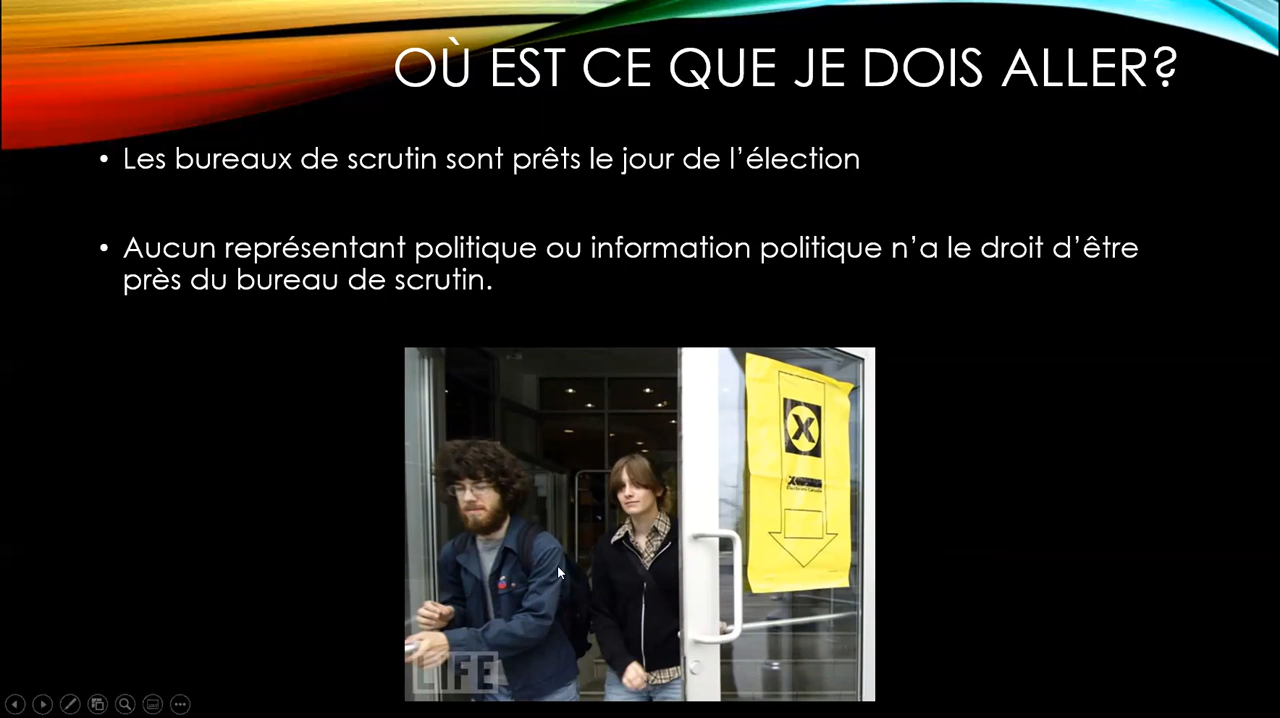 OÙ EST CE QUE JE DOIS ALLER?
• Les bureaux de scrutin sont prêts le jour de l’élection
• Aucun représentant politique ou information politique n’a le droit d’être
près du bureau de scrutin.
X
LIFE